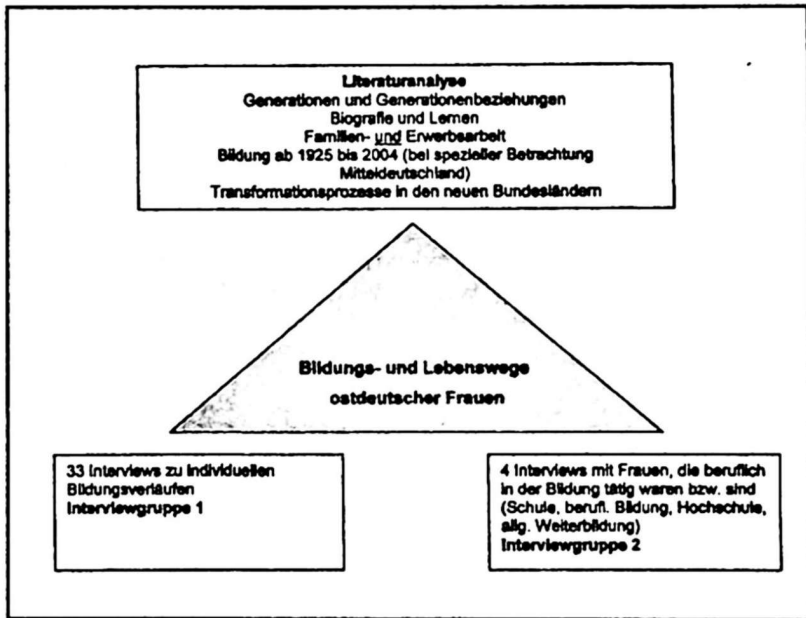 Literaturanalyse
Generationen und Generationenbeziehungen
Biografie und Lernen
Familien- und Erwerbsarbeit
Bildung ab 1925 bis 2004 (bei spezieller Betrachtung
Mitteldeutschland)
Transformationsprozesse in den neuen Bundesländern
Bildungs- und Lebenswege
ostdeutscher Frauen
33 Interviews zu individuellen
Bildungsverläufen
Interviewgruppe 1
4 Interviews mit Frauen, die beruflich
in der Bildung tätig waren bzw. sind
(Schule, berufl. Bildung, Hochschule,
allg. Weiterbildung)
Interviewgruppe 2